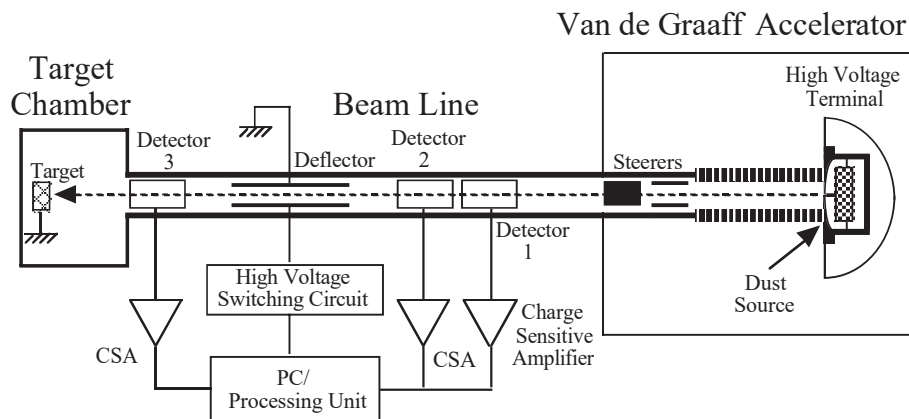 Van de Graaff Accelerator
Target
Chamber
Beam Line
High Voltage
Terminal
Detector
3
Deflector
Detector
2
Steerers
Target
Detector
1
Dust
Source
High Voltage
Switching Circuit
CSA
CSA
Charge
Sensitive
Amplifier
PC/
Processing Unit